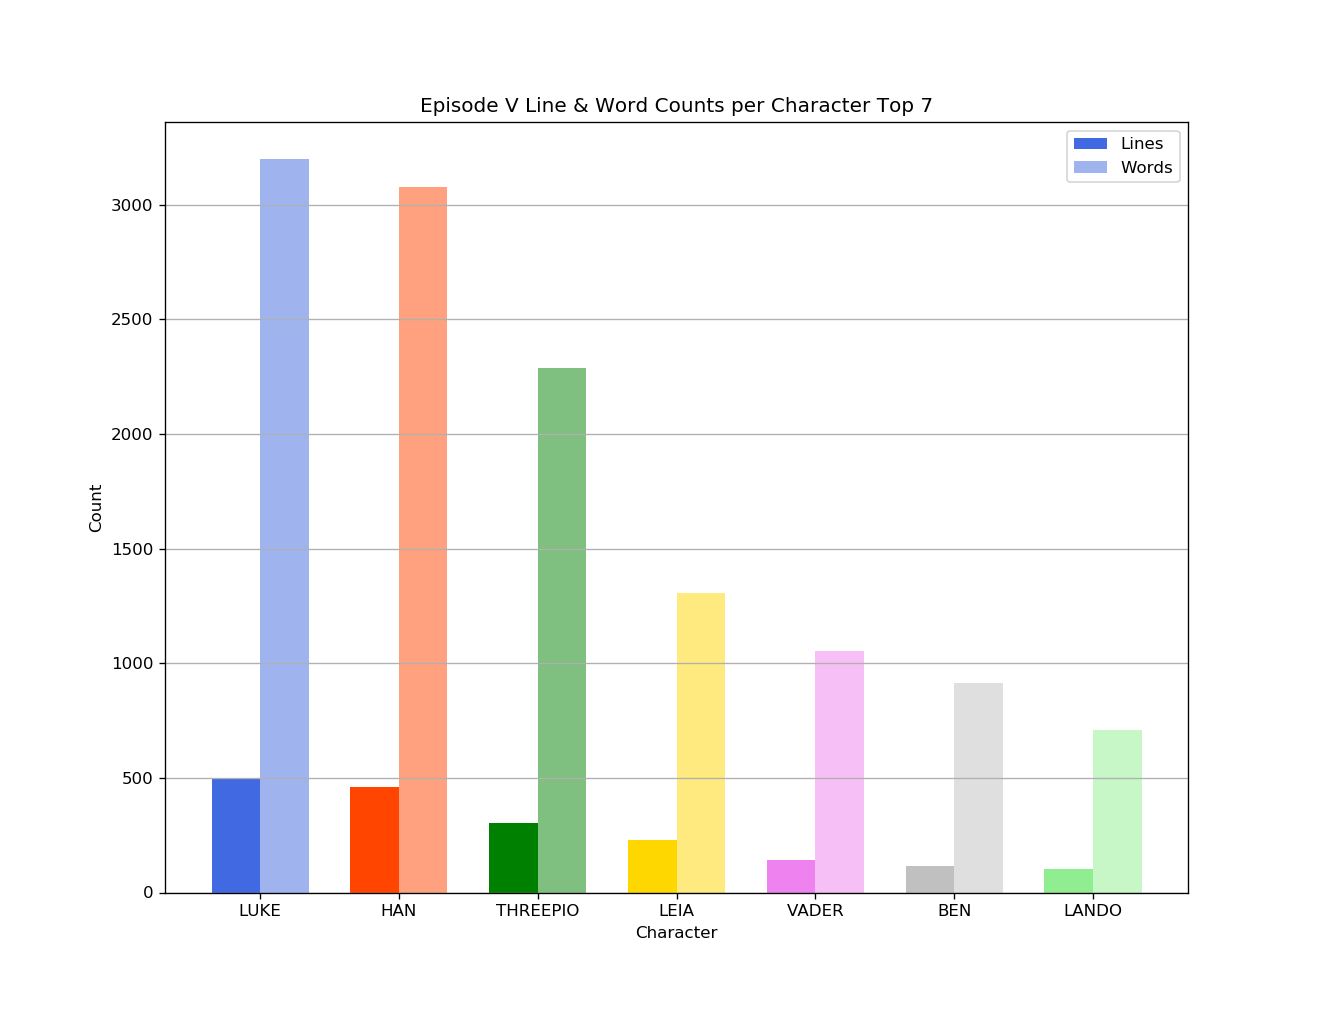 Episode V Line & Word Counts per Character Top 7
Lines
Words
3000
2500
2000
1500
1000
500
0
Count
LUKE HAN THREEPIO LEIA VADER BEN LANDO
Character